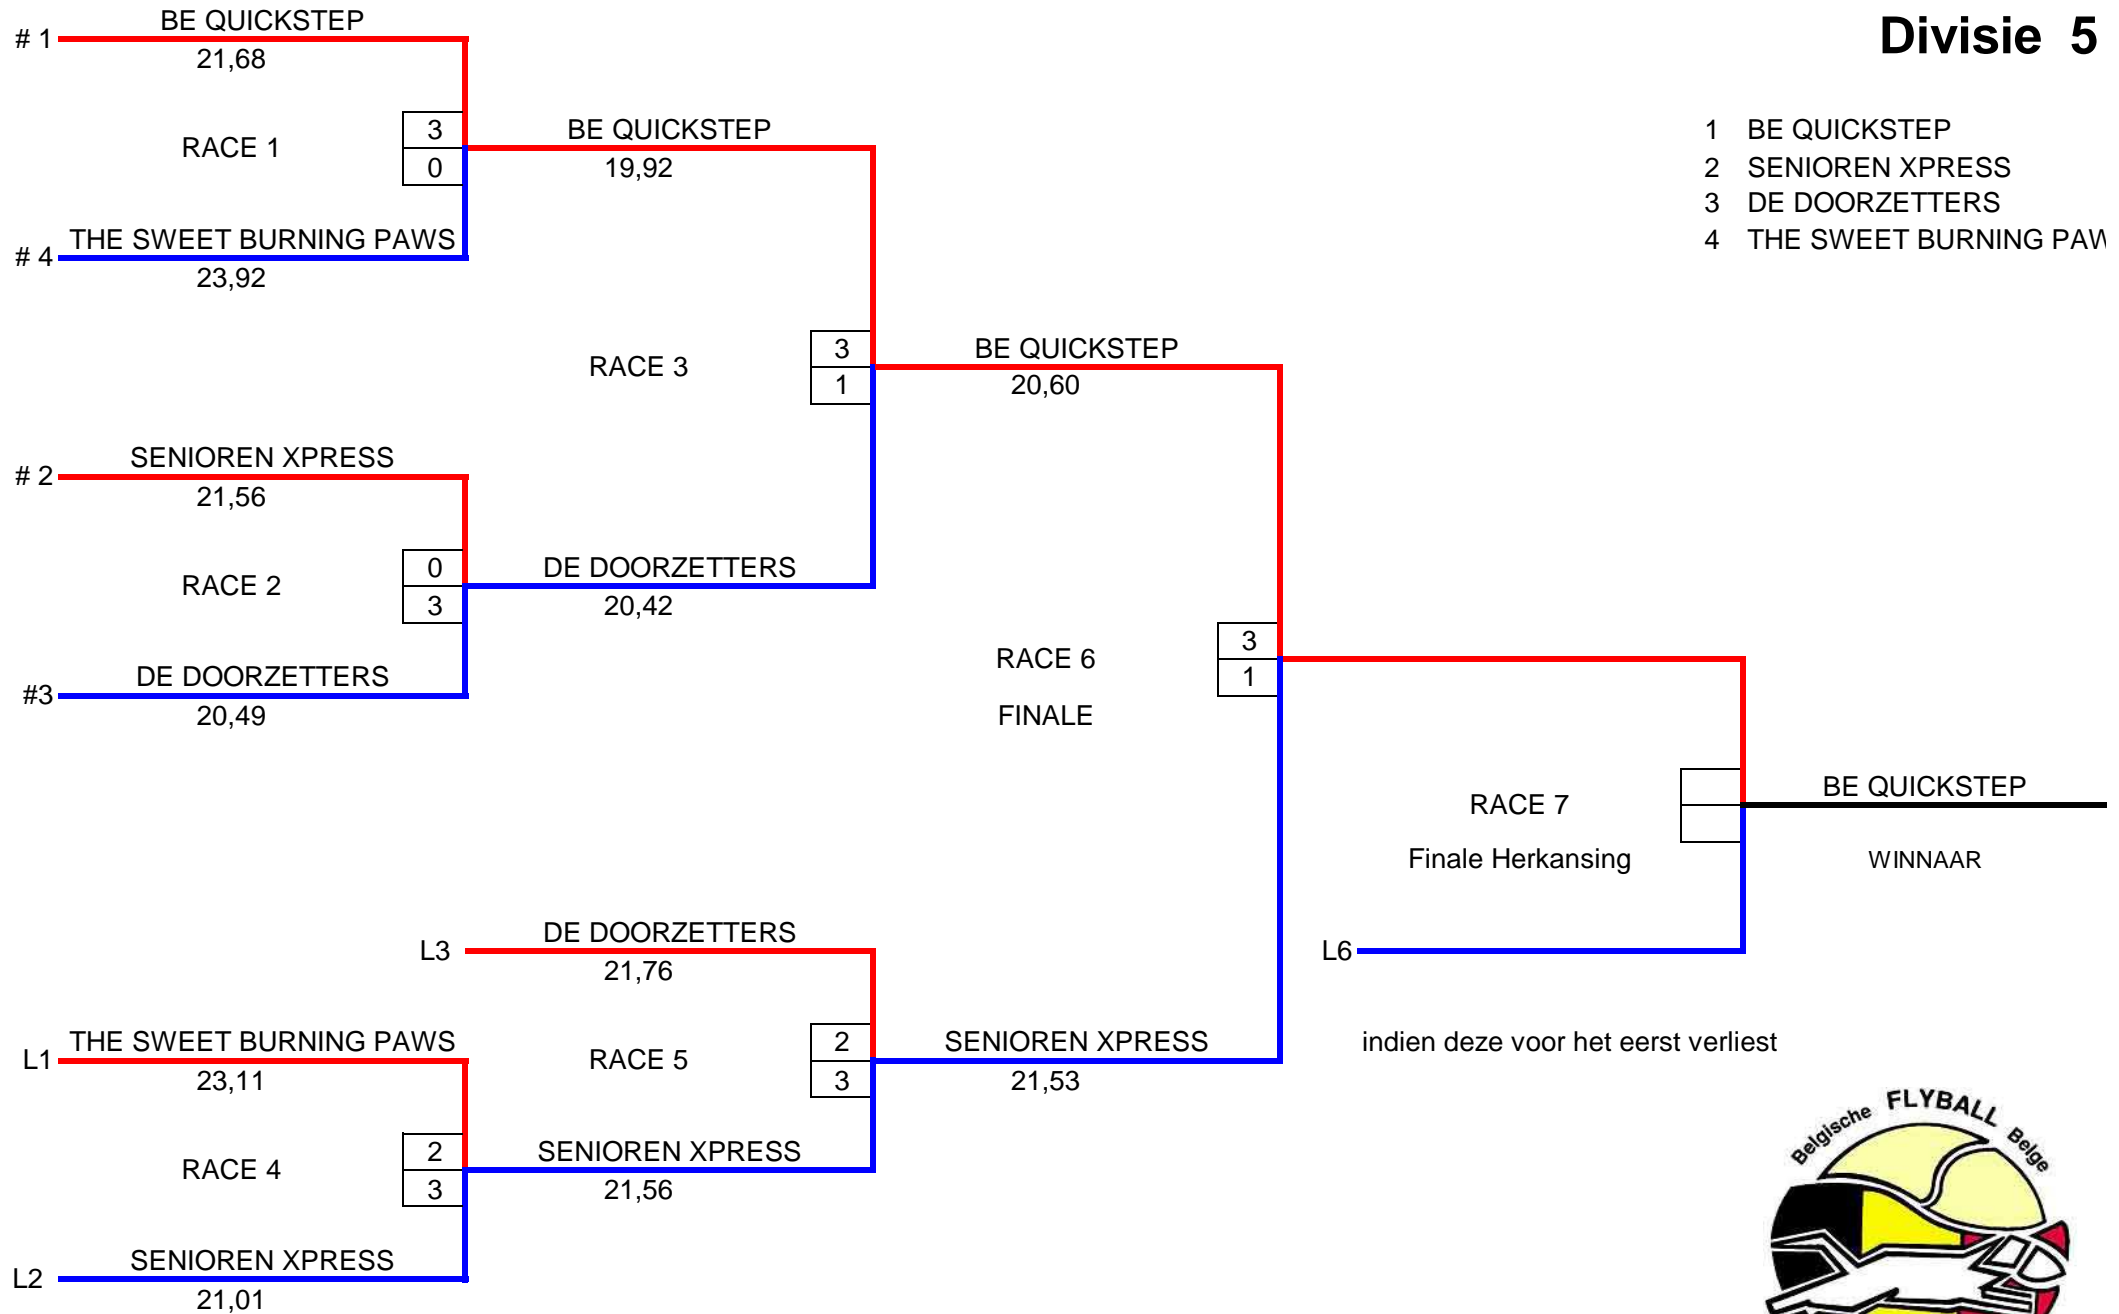 Divisie 5
1 BE QUICKSTEP
2 SENIOREN XPRESS
3 DE DOORZETTERS
4 THE SWEET BURNING PAW
# 1
BE QUICKSTEP
21,68
RACE 1
3
0
# 4
THE SWEET BURNING PAWS
23,92
BE QUICKSTEP
19,92
RACE 3
3
1
# 2
SENIOREN XPRESS
21,56
RACE 2
0
3
#3
DE DOORZETTERS
20,49
DE DOORZETTERS
20,42
BE QUICKSTEP
20,60
RACE 6
FINALE
3
1
RACE 7
Finale Herkansing
BE QUICKSTEP
WINNAAR
L6
indien deze voor het eerst verliest
L3
DE DOORZETTERS
21,76
RACE 5
2
3
SENIOREN XPRESS
21,53
L1
THE SWEET BURNING PAWS
23,11
RACE 4
2
3
SENIOREN XPRESS
21,56
L2
SENIOREN XPRESS
21,01
Belgische FLYBALL Belge